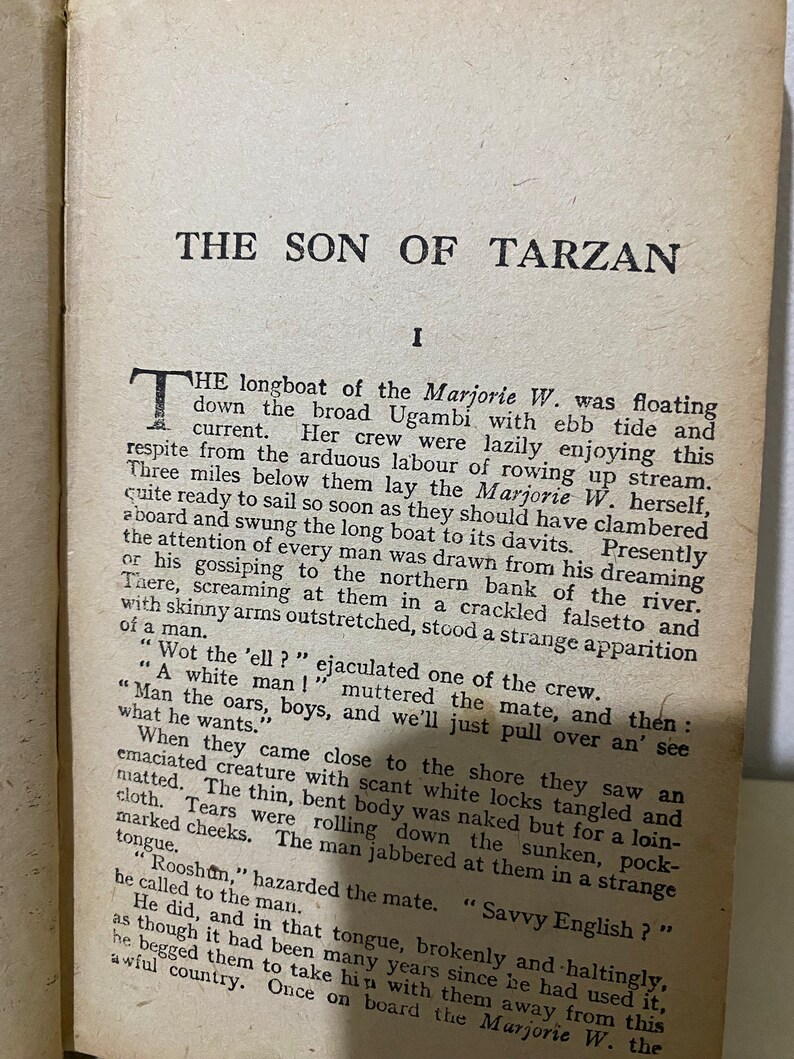 THE SON OF TARZAN
I
THE longboat of the Marjorie W. was floating
down the broad Ugambi with ebb tide and
current. Her crew were lazily enjoying this
respite from the arduous labour of rowing up stream.
Three miles below them lay the Marjorie W. herself,
quite ready to sail so soon as they should have clambered
aboard and swung the long boat to its davits. Presently
the attention of every man was drawn from his dreaming
or his gossiping to the northern bank of the river.
There, screaming at them in a crackled falsetto and
with skinny arms outstretched, stood a strange apparition
of a man.
“ Wot the ’ell ? ” ejaculated one of the crew.
“ A white man ! ” muttered the mate, and then :
“ Man the oars, boys, and we’ll just pull over an’ see
what he wants.”
When they came close to the shore they saw an
emaciated creature with scant white locks tangled and
matted. The thin, bent body was naked but for a loin-
cloth. Tears were rolling down the sunken, pock-
marked cheeks. The man jabbered at them in a strange
tongue.
“ Rooshun,” hazarded the mate. “ Savvy English ? ”
he called to the man.
He did, and in that tongue, brokenly and haltingly,
as though it had been many years since he had used it,
he begged them to take him with them away from this
awful country. Once on board the Marjorie W. the